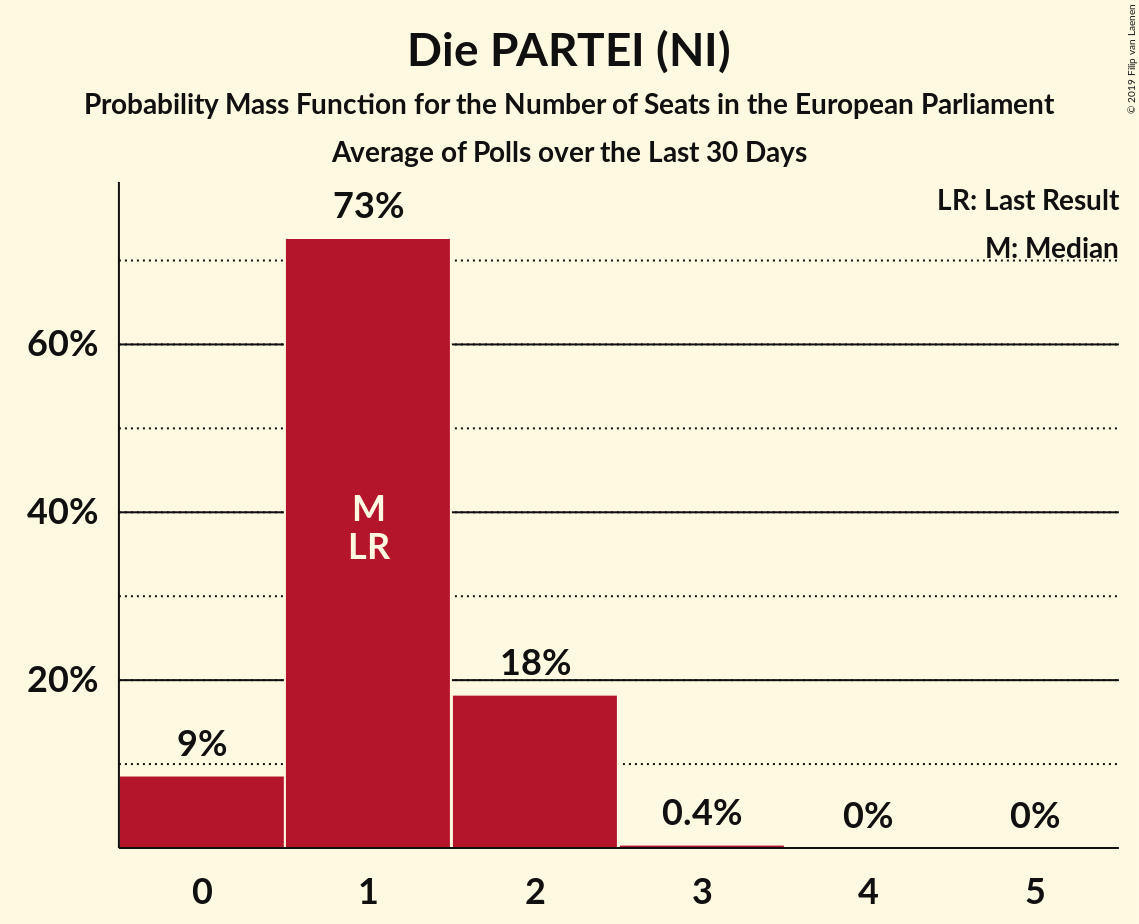 Die PARTEI (NI)
Probability Mass Function for the Number of Seats in the European Parliament
Average of Polls over the Last 30 Days
© 2019 Filip van Laenen
LR: Last Result
M: Median
73%
60%
40%
M
LR
20%
18%
9%
0.4%
0%
0%
0 1 2 3 4 5